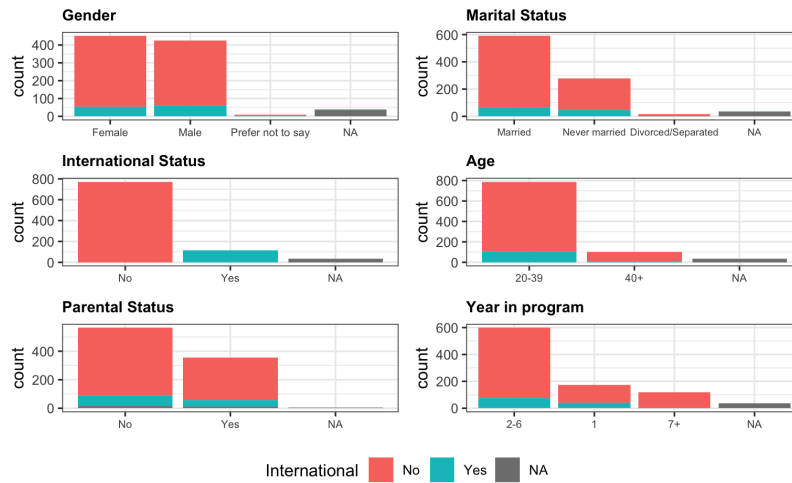 Gender
count
400
300
200
100
0
Female Male Prefer not to say NA
Marital Status
count
600
400
200
0
Married Never married Divorced/Separated NA
International Status
count
800
600
400
200
0
No Yes NA
Age
count
800
600
400
200
0
20-39 40+ NA
Parental Status
count
400
200
0
No Yes NA
Year in program
count
600
400
200
0
2-6 1 7+ NA
International No Yes NA